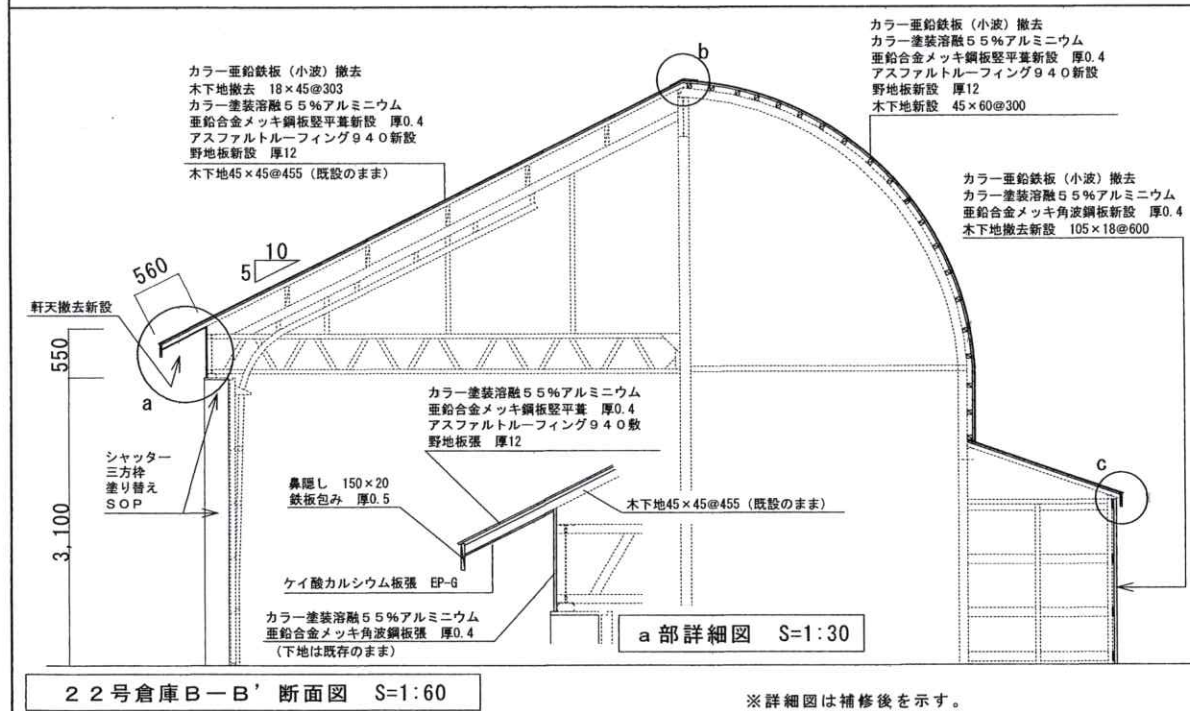 カラー亜鉛鉄板（小波）撤去
木下地撤去 18×45@303
カラー塗装溶融５５%アルミニウム
亜鉛合金メッキ鋼板竪平葺新設 厚0.4
アスファルトルーフィング９４０新設
野地板新設 厚12
木下地45×45@455（既設のまま）
b
カラー亜鉛鉄板（小波）撤去
カラー塗装溶融５５%アルミニウム
亜鉛合金メッキ鋼板竪平葺新設 厚0.4
アスファルトルーフィング９４０新設
野地板新設 厚12
木下地新設 45×60@300
カラー亜鉛鉄板（小波）撤去
カラー塗装溶融５５%アルミニウム
亜鉛合金メッキ角波鋼板新設 厚0.4
木下地撤去新設 105×18@600
10
5
560
軒天撤去新設
550
a
シャッター
三方枠
塗り替え
ＳＯＰ
3,100
カラー塗装溶融５５%アルミニウム
亜鉛合金メッキ鋼板竪平葺 厚0.4
アスファルトルーフィング９４０敷
野地板張 厚12
鼻隠し 150×20
鉄板包み 厚0.5
木下地45×45@455（既設のまま）
ケイ酸カルシウム板張 EP-G
カラー塗装溶融５５%アルミニウム
亜鉛合金メッキ角波鋼板張 厚0.4
（下地は既存のまま）
c
a部詳細図 S=1:30
２２号倉庫Ｂ－Ｂ’断面図 S=1:60
※詳細図は補修後を示す。